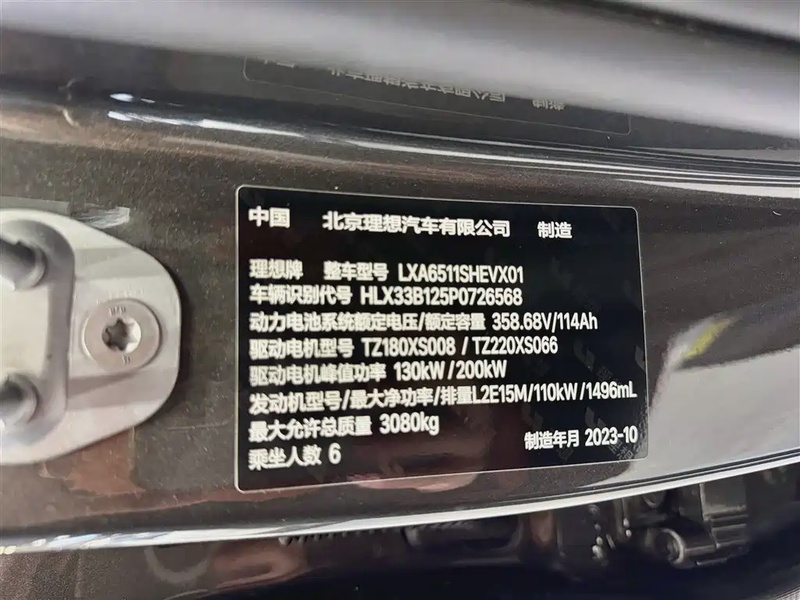 中国 北京理想汽车有限公司 制造
理想牌 整车型号 LXA6511SHEVX01
车辆识别代号 HLX33B125P0726568
动力电池系统额定电压/额定容量 358.68V/114Ah
驱动电机型号 TZ180XS008 / TZ220XS066
驱动电机峰值功率 130kW/200kW
发动机型号/最大净功率/排量L2E15M/110kW/1496mL
最大允许总质量 3080kg
制造年月 2023-10
乘坐人数 6